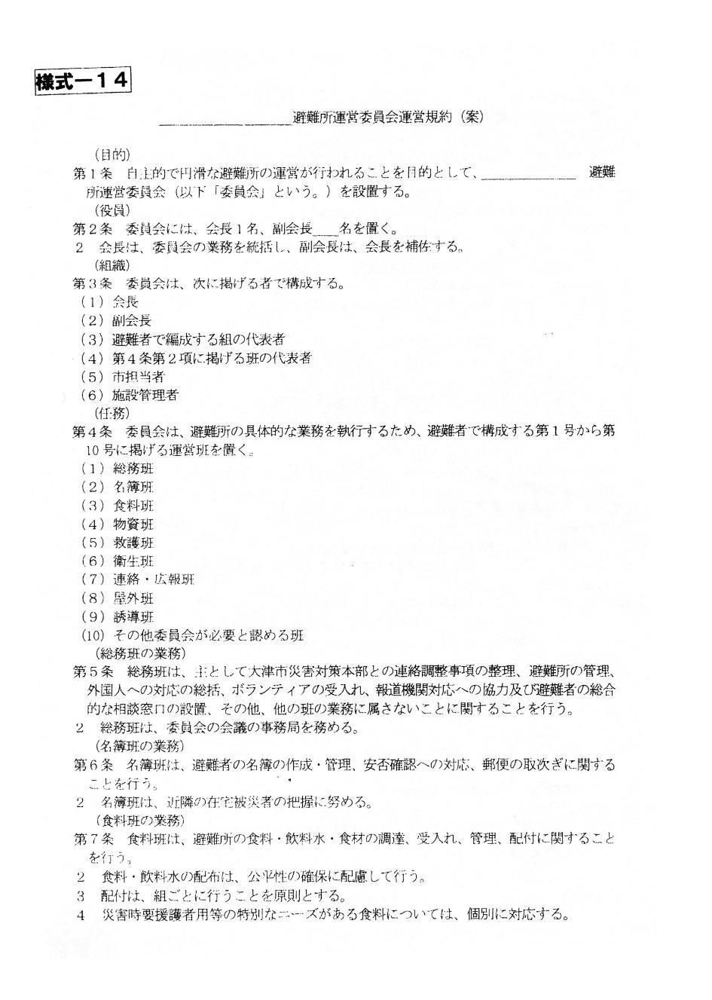 様式－１４
＿＿＿＿＿＿＿＿＿＿避難所運営委員会運営規約（案）
（目的）
第１条　自主的で円滑な避難所の運営が行われることを目的として、＿＿＿＿＿＿＿　避難
所運営委員会（以下「委員会」という。）を設置する。
（役員）
第２条　委員会には、会長１名、副会長＿＿名を置く。
２　会長は、委員会の業務を統括し、副会長は、会長を補佐する。
（組織）
第３条　委員会は、次に掲げる者で構成する。
（１）会長
（２）副会長
（３）避難者で編成する組の代表者
（４）第４条第２項に掲げる班の代表者
（５）市担当者
（６）施設管理者
（任務）
第４条　委員会は、避難所の具体的な業務を執行するため、避難者で構成する第１号から第
10 号に掲げる運営班を置く。
（１）総務班
（２）名簿班
（３）食料班
（４）物資班
（５）救護班
（６）衛生班
（７）連絡・広報班
（８）屋外班
（９）誘導班
（10）その他委員会が必要と認める班
（総務班の業務）
第５条　総務班は、主として大津市災害対策本部との連絡調整事項の整理、避難所の管理、
外国人への対応の総括、ボランティアの受入れ、報道機関対応への協力及び避難者の総合
的な相談窓口の設置、その他、他の班の業務に属さないことに関することを行う。
２　総務班は、委員会の会議の事務局を務める。
（名簿班の業務）
第６条　名簿班は、避難者の名簿の作成・管理、安否確認への対応、郵便の取次ぎに関する
ことを行う。
２　名簿班は、近隣の在宅被災者の把握に努める。
（食料班の業務）
第７条　食料班は、避難所の食料・飲料水・食材の調達、受入れ、管理、配付に関すること
を行う。
２　食料・飲料水の配布は、公平性の確保に配慮して行う。
３　配付は、組ごとに行うことを原則とする。
４　災害時要援護者用等の特別なニーズがある食料については、個別に対応する。